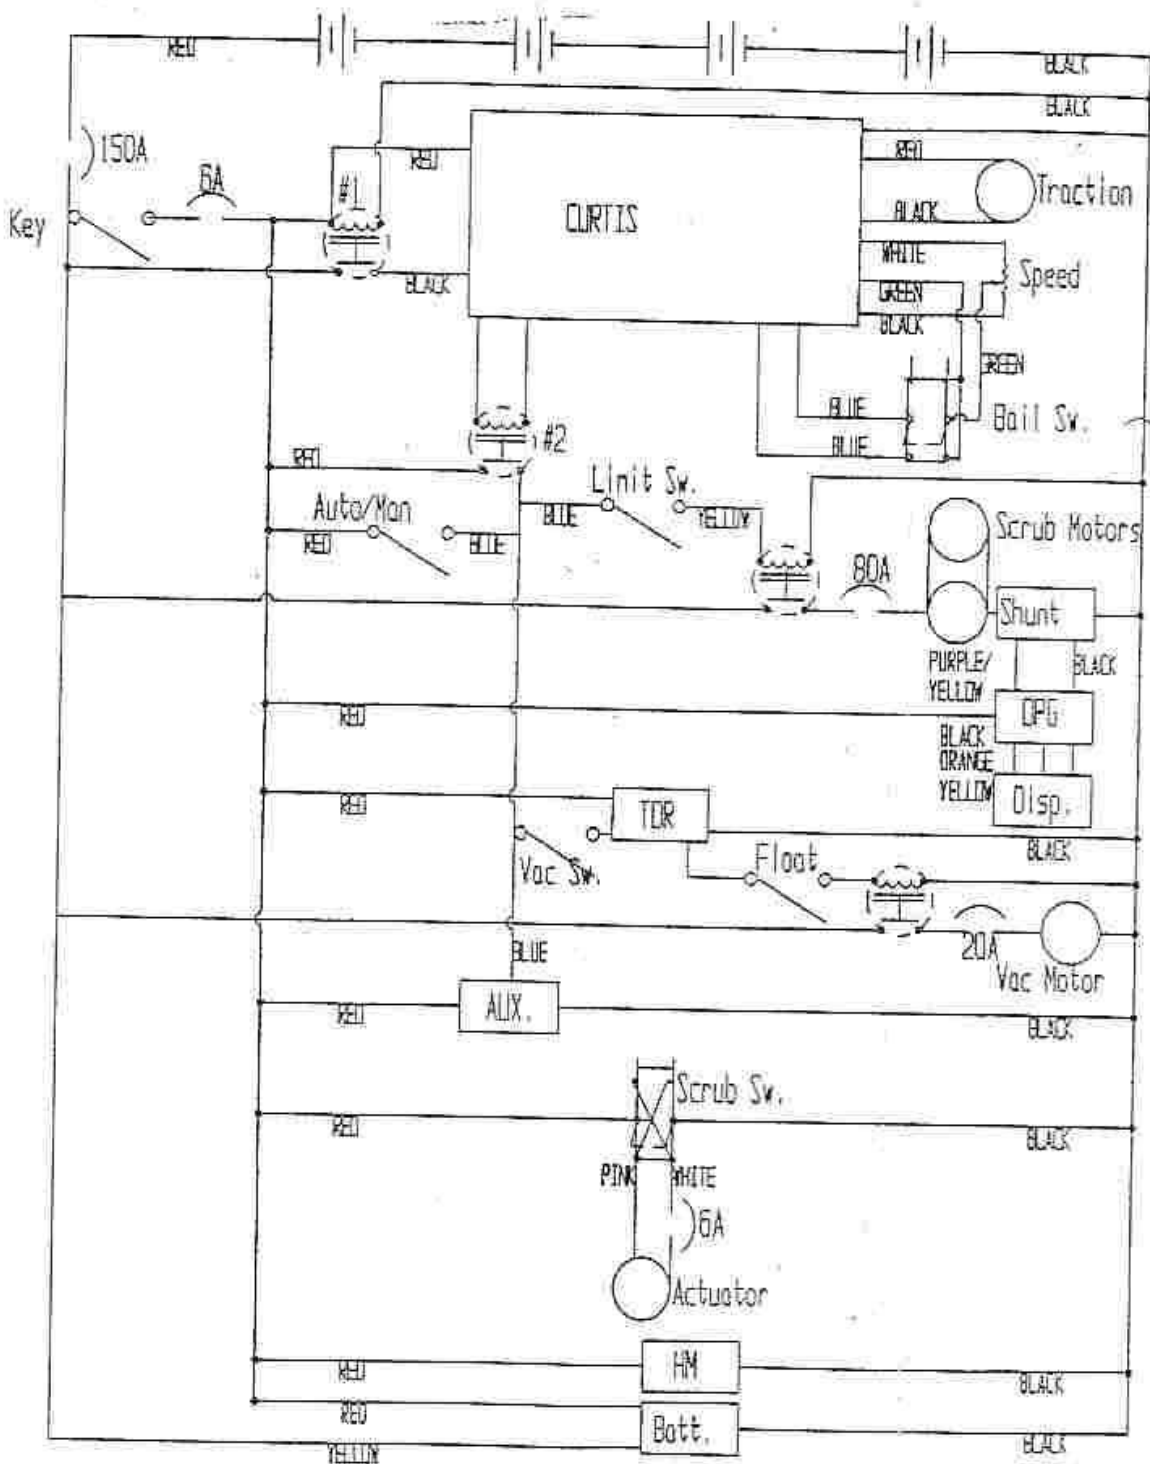 RED
BLACK
BLACK
150A
6A
#1
RED
RED
Traction
Key
CURTIS
BLACK
WHITE
Speed
BLACK
GREEN
BLACK
GREEN
BLUE
Bail Sw.
#2
BLUE
RED
Limit Sw.
Auto/Man
BLUE
YELLOW
Scrub Motors
RED
BLUE
80A
Shunt
PURPLE/
YELLOW
BLACK
RED
OPG
BLACK
ORANGE
YELLOW
RED
TDR
Disp.
BLACK
Vac Sw.
Float
BLUE
20A
Vac Motor
RED
AUX.
BLACK
Scrub Sw.
RED
BLACK
PINK
WHITE
6A
Actuator
RED
HM
BLACK
RED
Batt.
YELLOW
BLACK